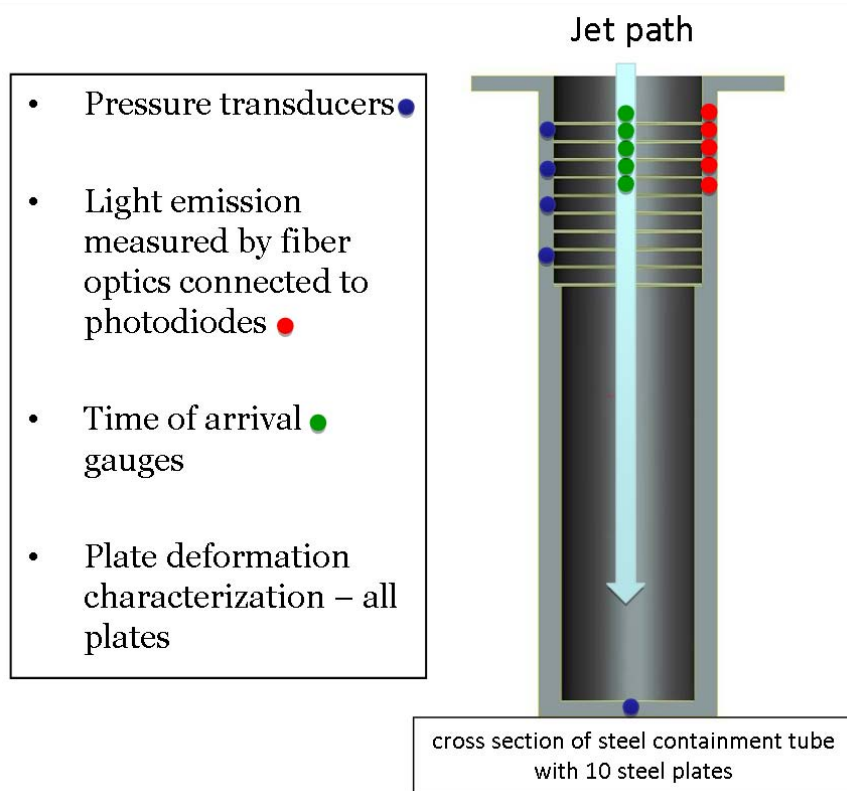 Jet path
• Pressure transducers
• Light emission
measured by fiber
optics connected to
photodiodes
• Time of arrival
gauges
• Plate deformation
characterization – all
plates
cross section of steel containment tube
with 10 steel plates